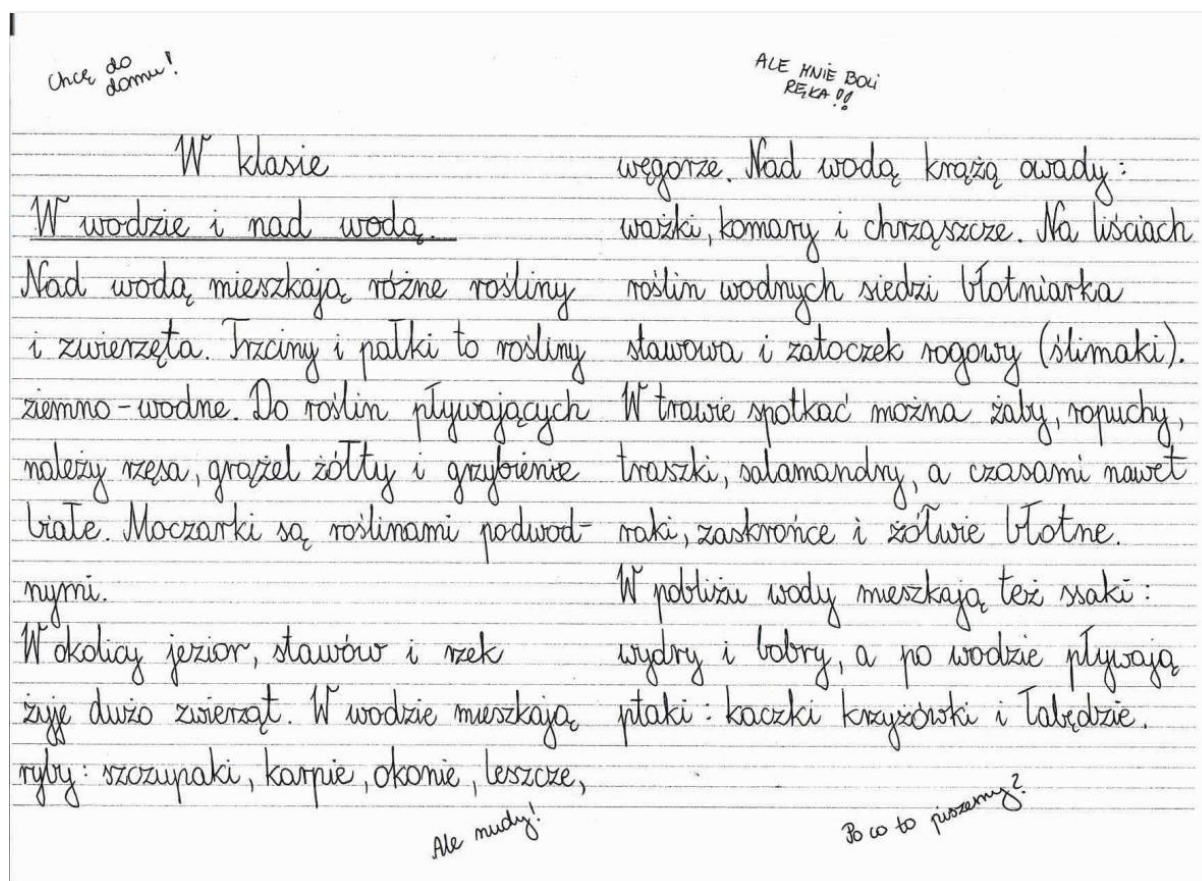 Chcę do
domu!
ALE MNIE BOLI
RĘKA!!
W klasie
W wodzie i nad wodą.
Nad wodą mieszkają różne rośliny
i zwierzęta. Trzciny i pałki to rośliny
ziemno-wodne. Do roślin pływających
należy rzęsa, grążel żółty i grzybienie
białe. Moczarki są roślinami podwod-
nymi.
W okolicy jezior, stawów i rzek
żyję dużo zwierząt. W wodzie mieszkają
ryby: szczupaki, karpie, okonie, leszcze,
węgorze. Nad wodą krążą owady:
ważki, komary i chrząszcze. Na liściach
roślin wodnych siedzi błotniarka
stawowa i zatoczek rogowy (ślimaki).
W trawie spotkać można żaby, ropuchy,
traszki, salamandry, a czasami nawet
raki, zaskrońce i żółwie błotne.
W pobliżu wody mieszkają też ssaki:
wydry i bobry, a po wodzie pływają
ptaki: kaczki krzyżówki i łabędzie.
Ale nudy!
Po co to piszemy?